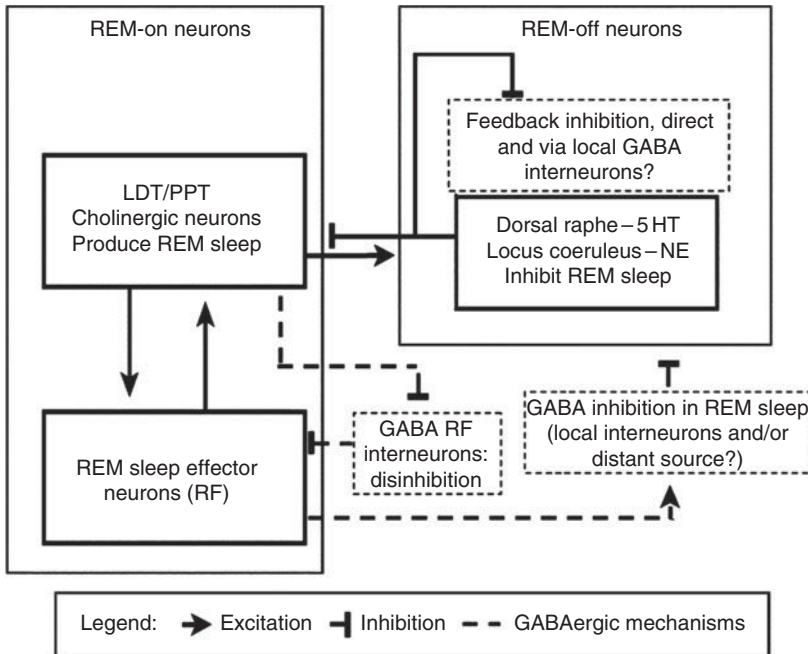 REM-on neurons
REM-off neurons
Feedback inhibition, direct
and via local GABA
interneurons?
LDT/PPT
Cholinergic neurons
Produce REM sleep
Dorsal raphe – 5 HT
Locus coeruleus – NE
Inhibit REM sleep
GABA RF
interneurons:
disinhibition
GABA inhibition in REM sleep
(local interneurons and/or
distant source?)
REM sleep effector
neurons (RF)
Legend: Excitation Inhibition GABAergic mechanisms